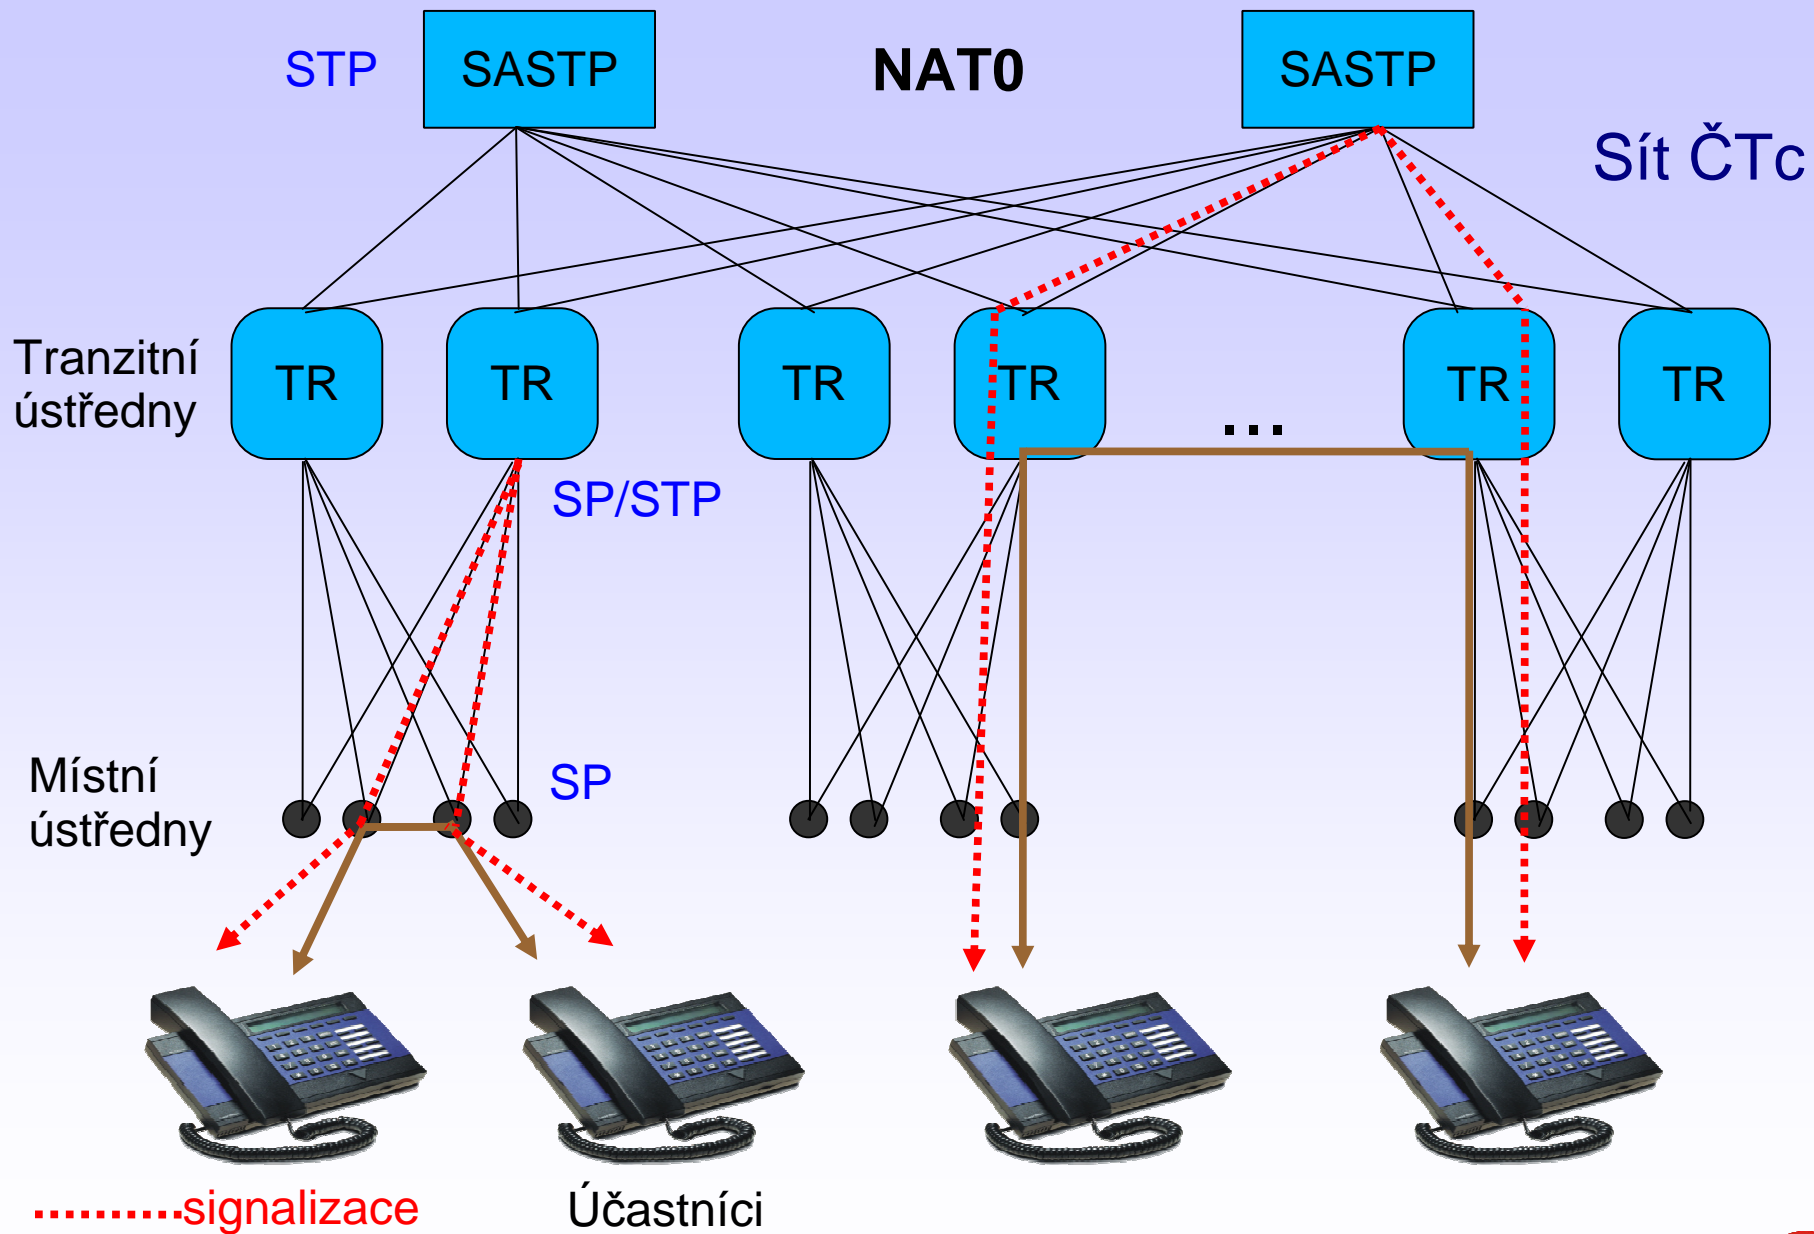 STP
SASTP
NAT0
SASTP
Sít ČTc
Tranzitní
ústředny
TR
TR
TR
TR
...
TR
TR
SP/STP
Místní
ústředny
SP
signalizace
Účastníci